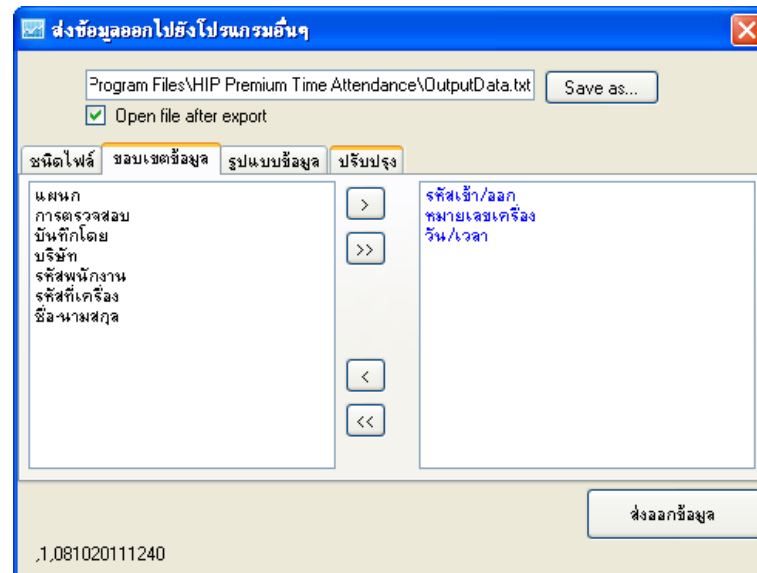 ส่งข้อมูลออกไปยังโปรแกรมอื่นๆ
Program Files\HIP Premium Time Attendance\OutputData.txt
Save as...
Open file after export
ชนิดไฟล์ ขอบเขตข้อมูล รูปแบบข้อมูล ปรับปรุง
แผนก
การตรวจสอบ
บันทึกโดย
บริษัท
รหัสพนักงาน
รหัสที่เครื่อง
ชื่อ-นามสกุล
>
>>
<
<<
รหัสเข้า/ออก
หมายเลขเครื่อง
วัน/เวลา
ส่งออกข้อมูล
,1,081020111240